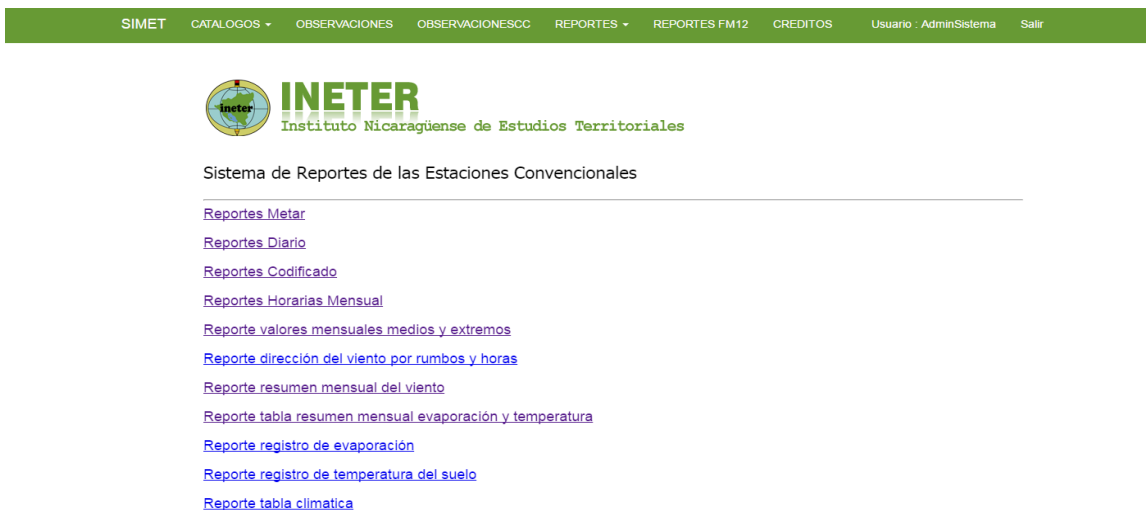 SIMET CATALOGOS OBSERVACIONES OBSERVACIONESCC REPORTES REPORTES FM12 CREDITOS Usuario : AdminSistema Salir
ineter
INETER
Instituto Nicaragüense de Estudios Territoriales
Sistema de Reportes de las Estaciones Convencionales
Reportes Metar
Reportes Diario
Reportes Codificado
Reportes Horarias Mensual
Reporte valores mensuales medios y extremos
Reporte dirección del viento por rumbos y horas
Reporte resumen mensual del viento
Reporte tabla resumen mensual evaporación y temperatura
Reporte registro de evaporación
Reporte registro de temperatura del suelo
Reporte tabla climatica